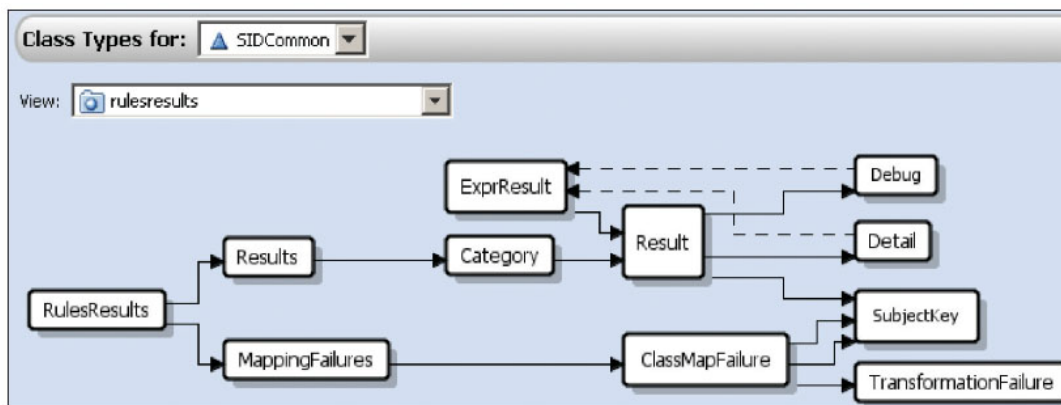 Class Types for: SIDCommon
View: rulesresults
ExprResult
Debug
Result
Detail
Results
Category
RulesResults
SubjectKey
MappingFailures
ClassMapFailure
TransformationFailure